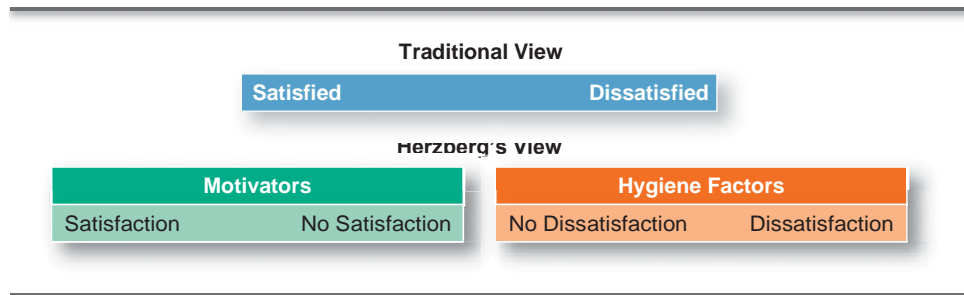 Traditional View
Satisfied Dissatisfied
Herzberg's View
Motivators Hygiene Factors
Satisfaction No Satisfaction No Dissatisfaction Dissatisfaction